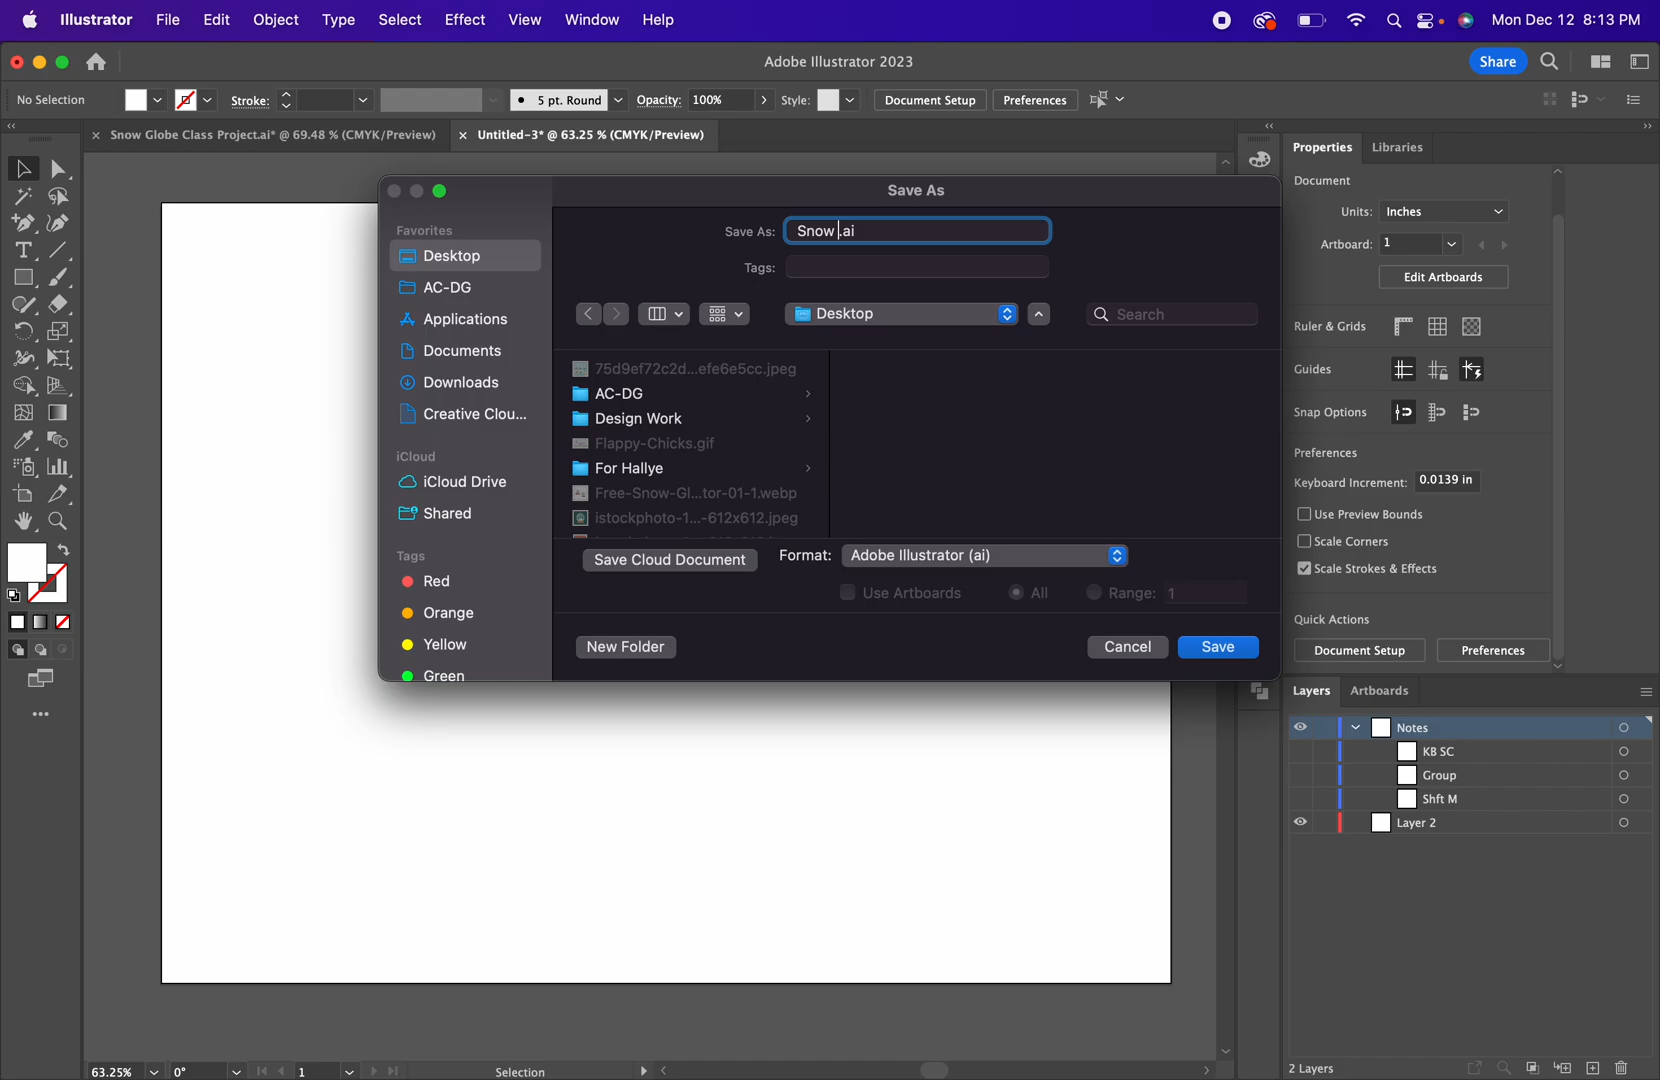 Illustrator File Edit Object Type Select Effect View Window Help Mon Dec 12 8:13 PM
Adobe Illustrator 2023 Share
No Selection Stroke: 5 pt. Round Opacity: 100% Style: Document Setup Preferences
Snow Globe Class Project.ai* @ 69.48 % (CMYK/Preview) Untitled-3* @ 63.25 % (CMYK/Preview)
Save As
Save As: Snow .ai
Tags:
Desktop Search
Favorites
Desktop
AC-DG
Applications
Documents
Downloads
Creative Clou...
iCloud
iCloud Drive
Shared
Tags
Red
Orange
Yellow
Green
75d9ef72c2d...efe6e5cc.jpeg
AC-DG
Design Work
Flappy-Chicks.gif
For Hallye
Free-Snow-Gl...tor-01-1.webp
istockphoto-1...-612x612.jpeg
Save Cloud Document Format: Adobe Illustrator (ai)
Use Artboards All Range: 1
New Folder Cancel Save
Properties Libraries
Document
Units: Inches
Artboard: 1
Edit Artboards
Ruler & Grids
Guides
Snap Options
Preferences
Keyboard Increment: 0.0139 in
Use Preview Bounds
Scale Corners
Scale Strokes & Effects
Quick Actions
Document Setup Preferences
Layers Artboards
Notes
KB SC
Group
Shft M
Layer 2
2 Layers
63.25% 0° 1 Selection